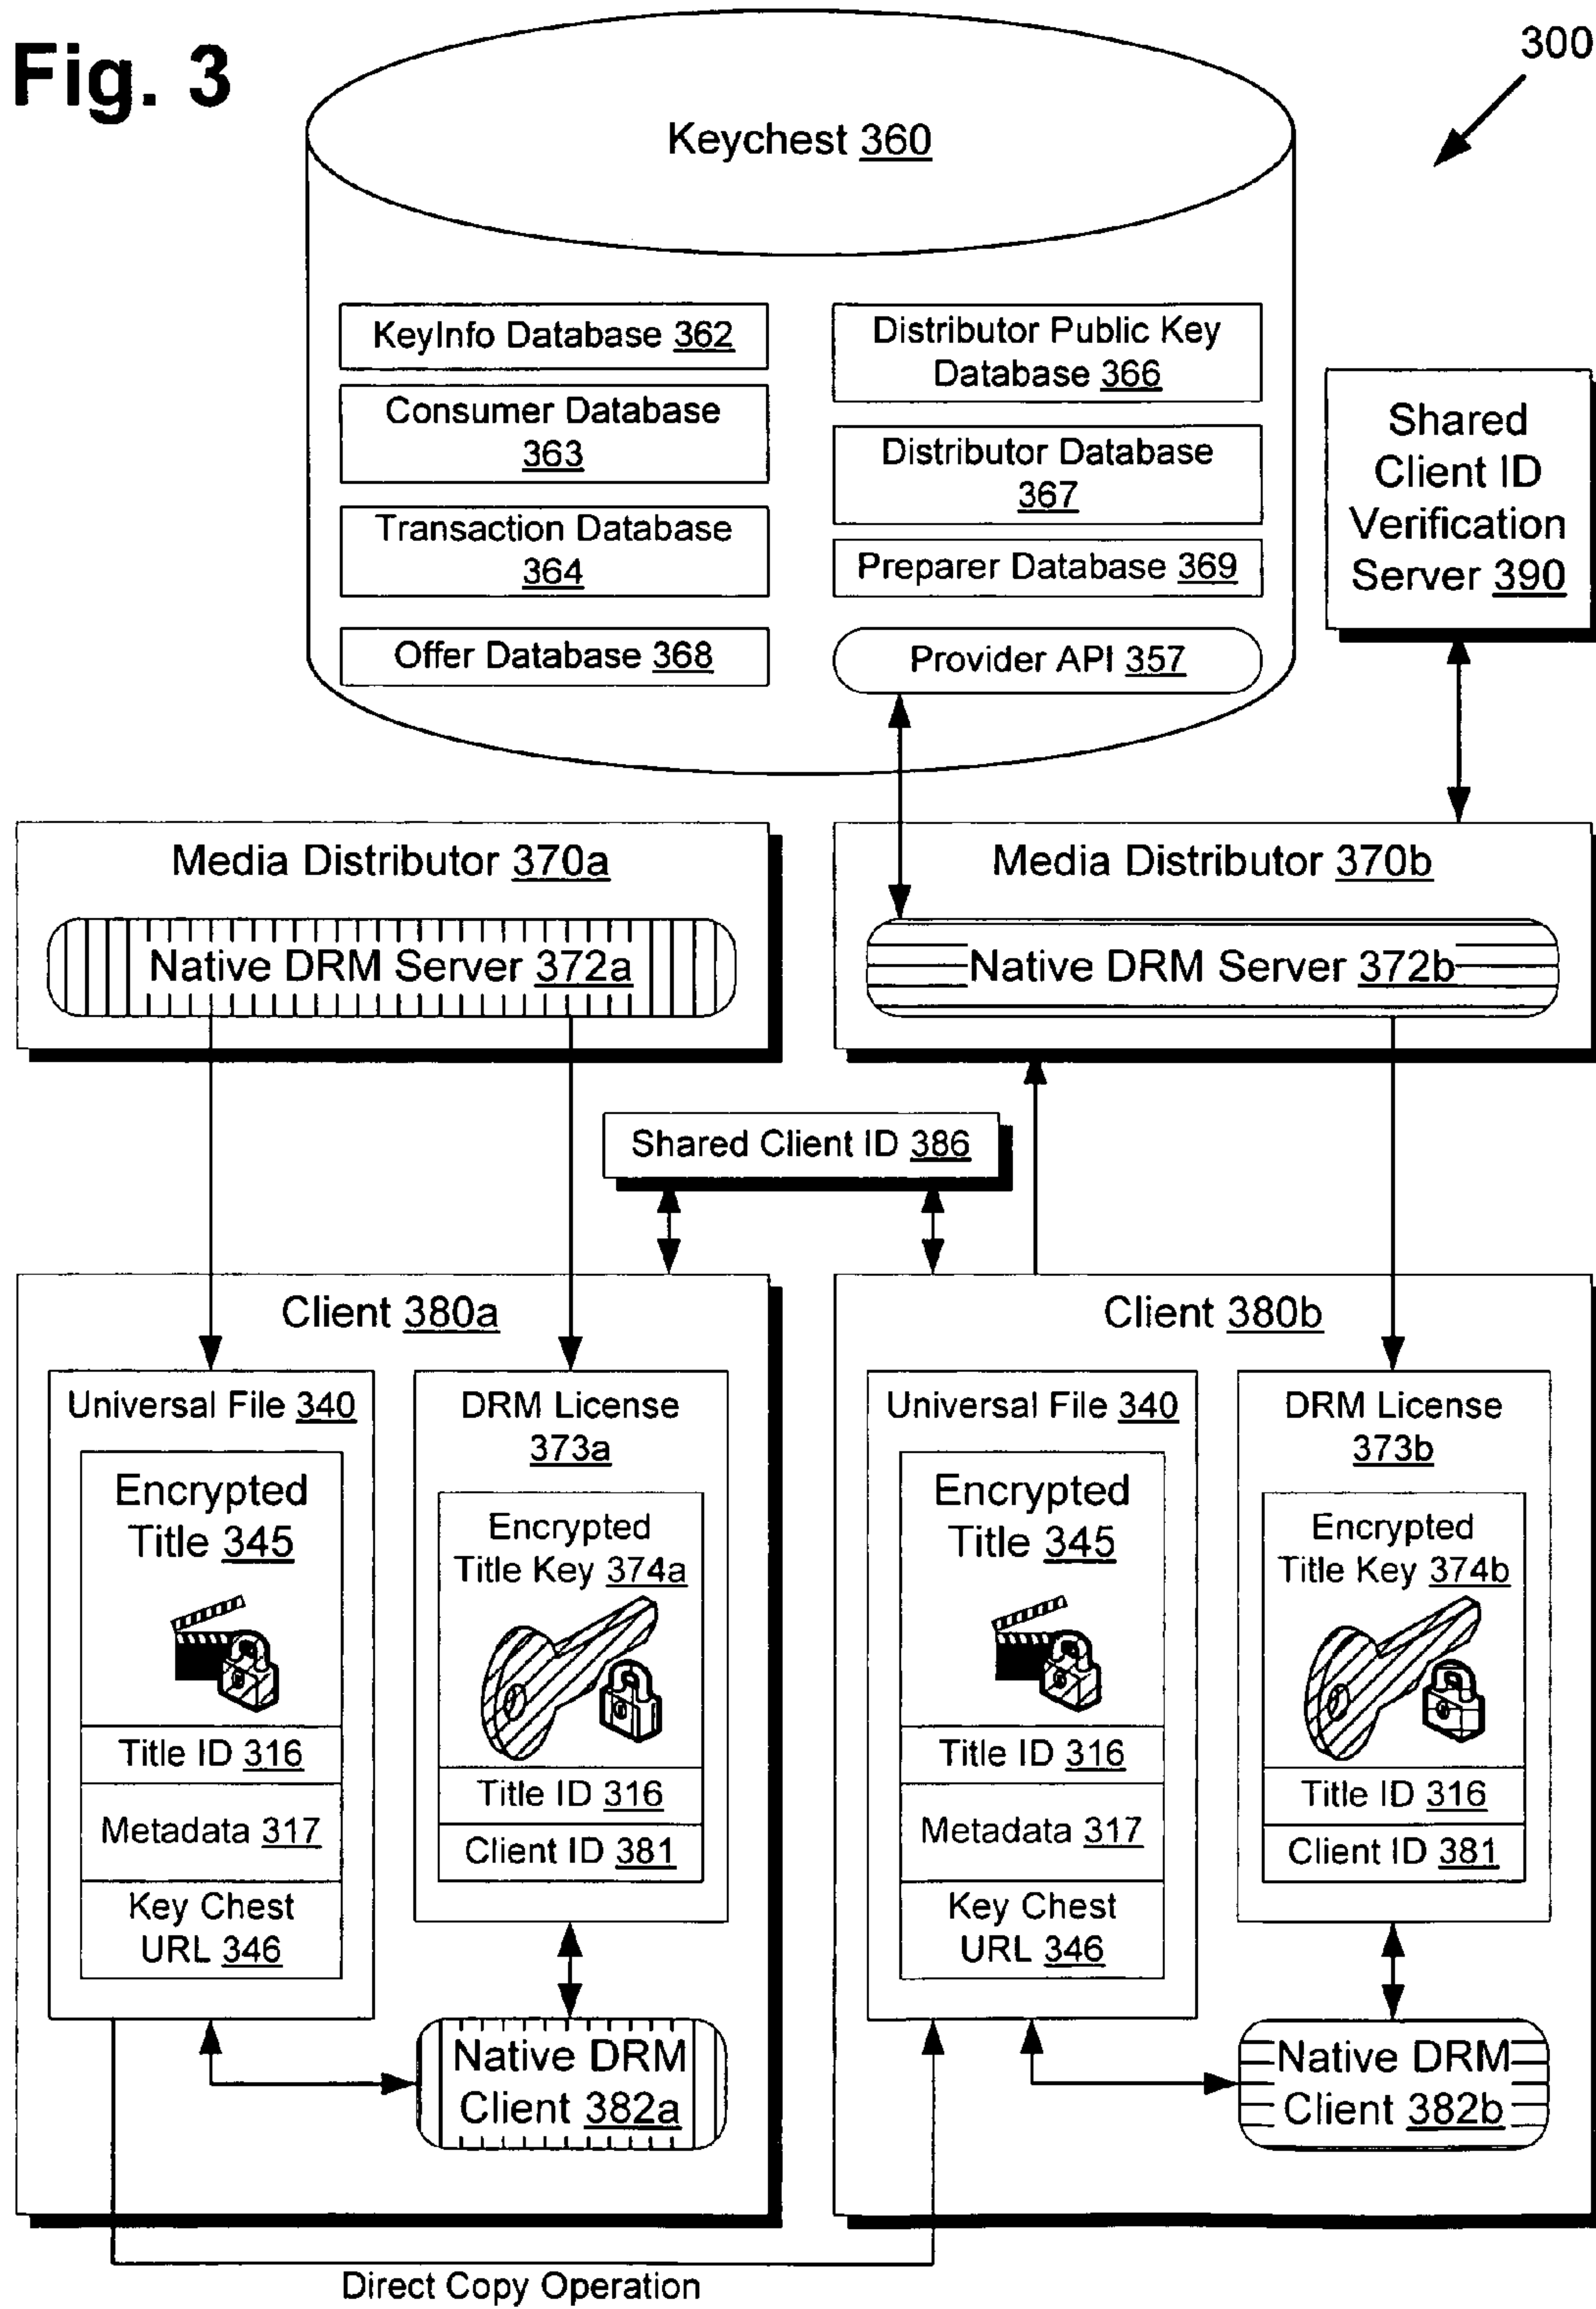 Fig. 3
300
Keychest 360
KeyInfo Database 362
Consumer Database
363
Transaction Database
364
Offer Database 368
Distributor Public Key
Database 366
Distributor Database
367
Preparer Database 369
Provider API 357
Shared
Client ID
Verification
Server 390
Media Distributor 370a
Native DRM Server 372a
Media Distributor 370b
Native DRM Server 372b
Shared Client ID 386
Client 380a
Universal File 340
Encrypted
Title 345
Title ID 316
Metadata 317
Key Chest
URL 346
DRM License
373a
Encrypted
Title Key 374a
Title ID 316
Client ID 381
Native DRM
Client 382a
Client 380b
Universal File 340
Encrypted
Title 345
Title ID 316
Metadata 317
Key Chest
URL 346
DRM License
373b
Encrypted
Title Key 374b
Title ID 316
Client ID 381
Native DRM
Client 382b
Direct Copy Operation